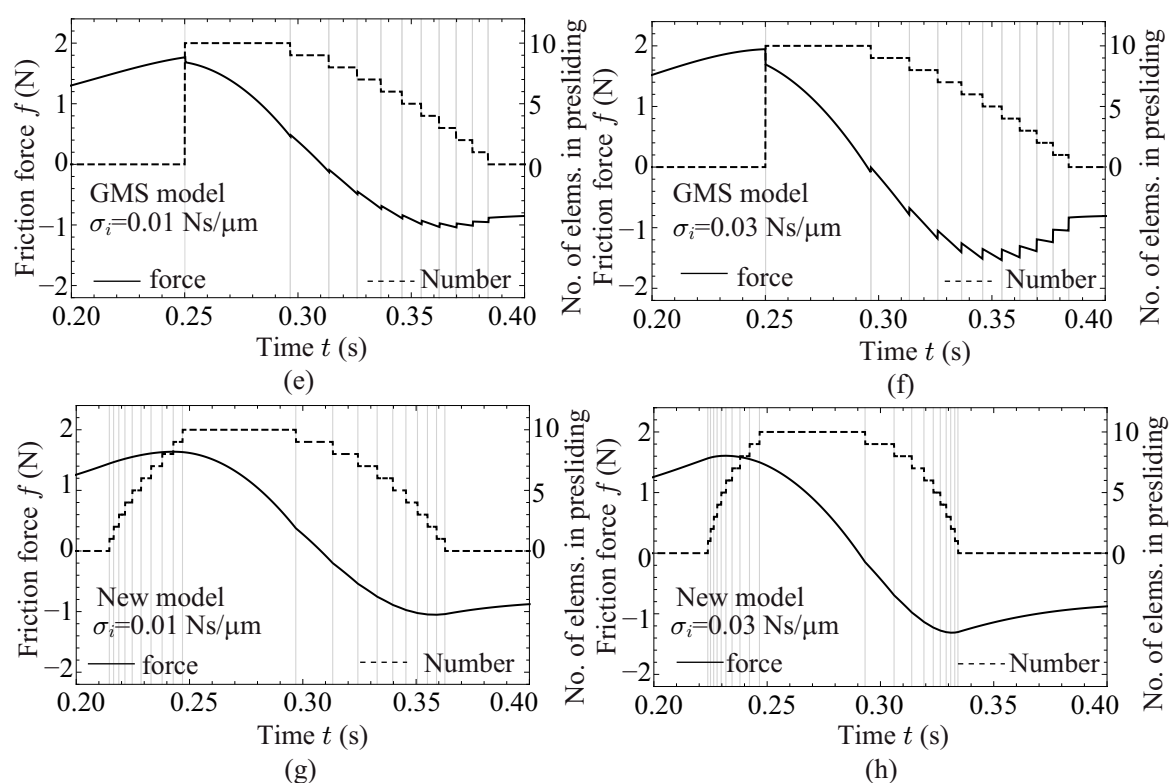 Friction force f (N)
2
1
0
−1
−2
10
5
0
No. of elems. in presliding
GMS model
σi=0.01 Ns/μm
force
Number
0.20 0.25 0.30 0.35 0.40
Time t (s)
(e)
Friction force f (N)
2
1
0
−1
−2
10
5
0
No. of elems. in presliding
GMS model
σi=0.03 Ns/μm
force
Number
0.20 0.25 0.30 0.35 0.40
Time t (s)
(f)
Friction force f (N)
2
1
0
−1
−2
10
5
0
No. of elems. in presliding
New model
σi=0.01 Ns/μm
force
Number
0.20 0.25 0.30 0.35 0.40
Time t (s)
(g)
Friction force f (N)
2
1
0
−1
−2
10
5
0
No. of elems. in presliding
New model
σi=0.03 Ns/μm
force
Number
0.20 0.25 0.30 0.35 0.40
Time t (s)
(h)